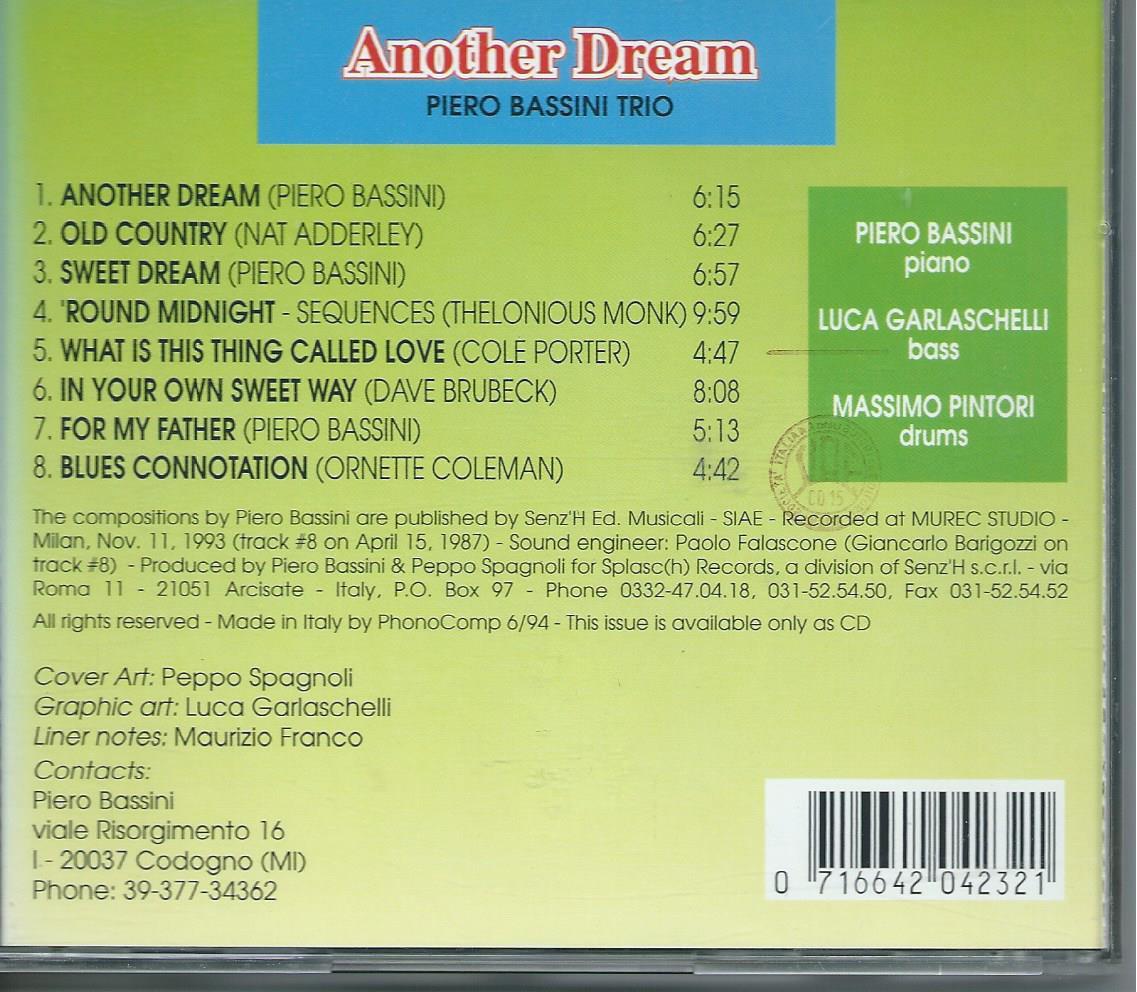 Another Dream
PIERO BASSINI TRIO
1. ANOTHER DREAM (PIERO BASSINI) 6:15
2. OLD COUNTRY (NAT ADDERLEY) 6:27
3. SWEET DREAM (PIERO BASSINI) 6:57
4. 'ROUND MIDNIGHT - SEQUENCES (THELONIOUS MONK) 9:59
5. WHAT IS THIS THING CALLED LOVE (COLE PORTER) 4:47
6. IN YOUR OWN SWEET WAY (DAVE BRUBECK) 8:08
7. FOR MY FATHER (PIERO BASSINI) 5:13
8. BLUES CONNOTATION (ORNETTE COLEMAN) 4:42
PIERO BASSINI
piano
LUCA GARLASCHELLI
bass
MASSIMO PINTORI
drums
CD 15
The compositions by Piero Bassini are published by Senz'H Ed. Musicali - SIAE - Recorded at MUREC STUDIO -
Milan, Nov. 11, 1993 (track #8 on April 15, 1987) - Sound engineer: Paolo Falascone (Giancarlo Barigozzi on
track #8) - Produced by Piero Bassini & Peppo Spagnoli for Splasc(h) Records, a division of Senz'H s.c.r.l. - via
Roma 11 - 21051 Arcisate - Italy, P.O. Box 97 - Phone 0332-47.04.18, 031-52.54.50, Fax 031-52.54.52
All rights reserved - Made in Italy by PhonoComp 6/94 - This issue is available only as CD
Cover Art: Peppo Spagnoli
Graphic art: Luca Garlaschelli
Liner notes: Maurizio Franco
Contacts:
Piero Bassini
viale Risorgimento 16
I - 20037 Codogno (MI)
Phone: 39-377-34362
0 716642 042321